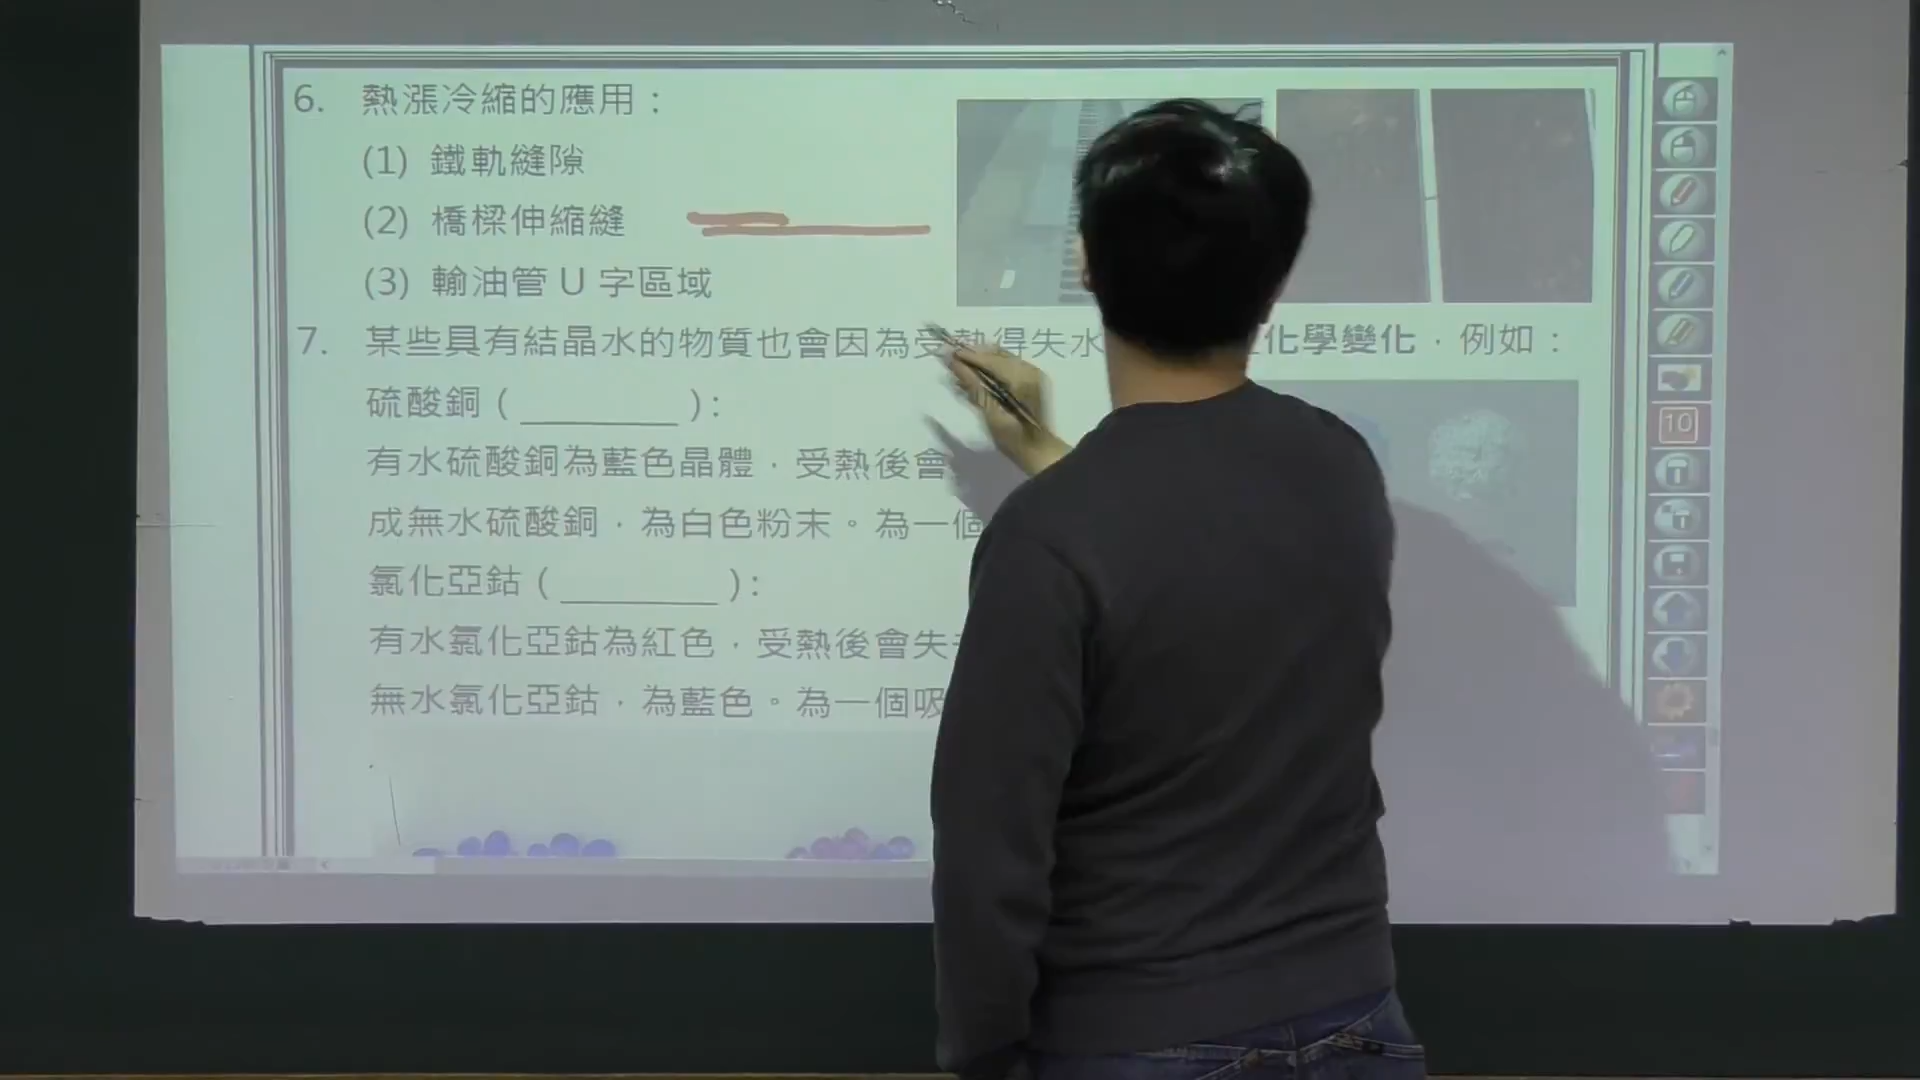 6. 熱漲冷縮的應用：
(1) 鐵軌縫隙
(2) 橋樑伸縮縫
(3) 輸油管 U 字區域
7. 某些具有結晶水的物質也會因為受熱得失水 化學變化，例如：
硫酸銅 ( ________ )：
有水硫酸銅為藍色晶體，受熱後會
成無水硫酸銅，為白色粉末。為一個
氯化亞鈷 ( ________ )：
有水氯化亞鈷為紅色，受熱後會失
無水氯化亞鈷，為藍色。為一個吸
10